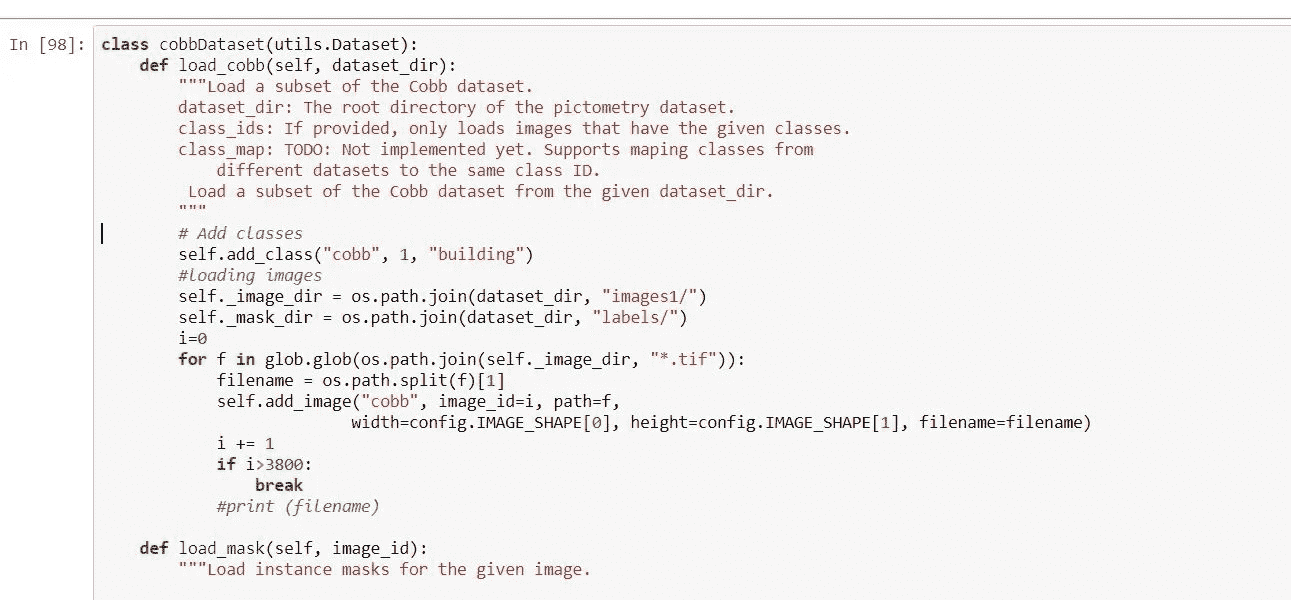 In [98]: class cobbDataset(utils.Dataset):
    def load_cobb(self, dataset_dir):
        """Load a subset of the Cobb dataset.
        dataset_dir: The root directory of the pictometry dataset.
        class_ids: If provided, only loads images that have the given classes.
        class_map: TODO: Not implemented yet. Supports maping classes from
            different datasets to the same class ID.
         Load a subset of the Cobb dataset from the given dataset_dir.
        """
        # Add classes
        self.add_class("cobb", 1, "building")
        #loading images
        self._image_dir = os.path.join(dataset_dir, "images1/")
        self._mask_dir = os.path.join(dataset_dir, "labels/")
        i=0
        for f in glob.glob(os.path.join(self._image_dir, "*.tif")):
            filename = os.path.split(f)[1]
            self.add_image("cobb", image_id=i, path=f,
                          width=config.IMAGE_SHAPE[0], height=config.IMAGE_SHAPE[1], filename=filename)
            i += 1
            if i>3800:
                break
            #print (filename)
    def load_mask(self, image_id):
        """Load instance masks for the given image.